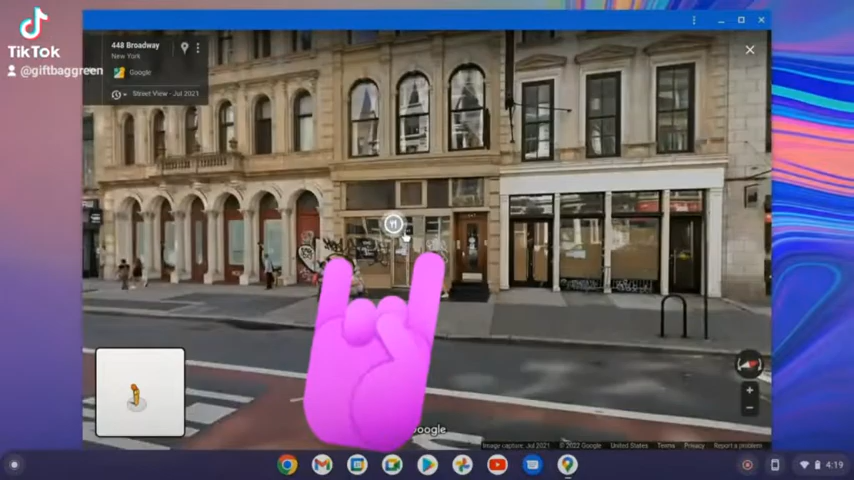 TikTok
@giftbaggreen
448 Broadway
New York
Google
Street View - Jul 2021
Google
Image capture: Jul 2021 © 2022 Google United States Terms Privacy Report a problem
4:19